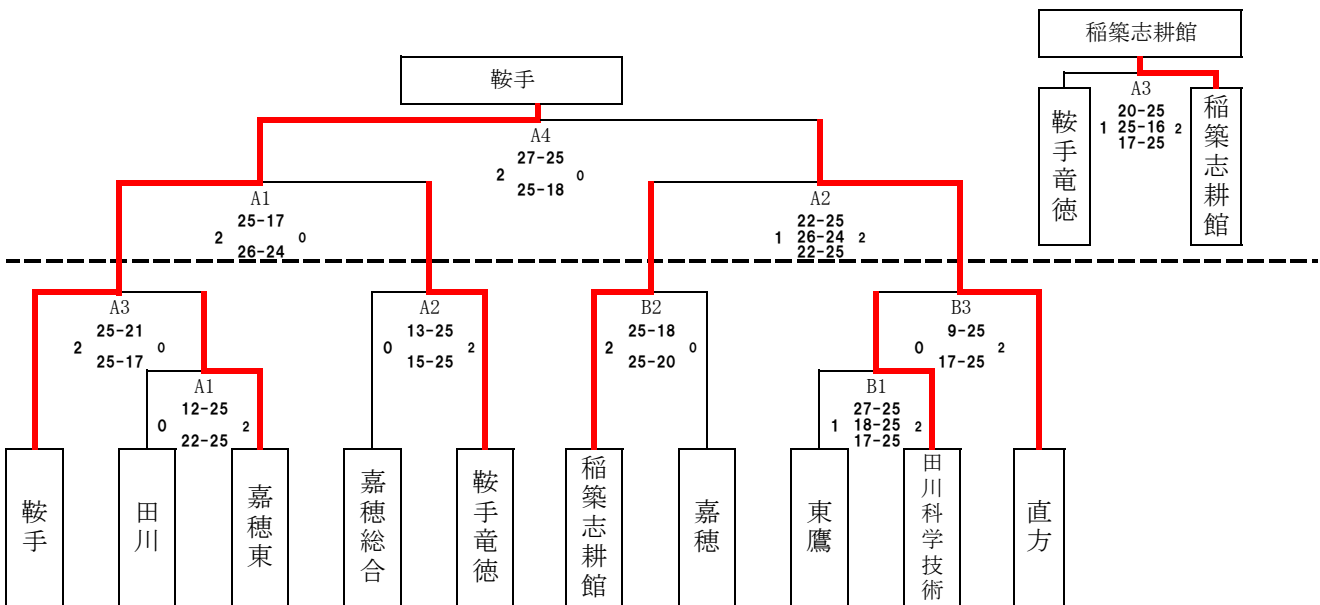 稲築志耕館
鞍手
A3
20-25
1 25-16 2
17-25
鞍手竜徳
稲築志耕館
A4
27-25
2 0
25-18
A1
25-17
2 0
26-24
A2
22-25
1 26-24 2
22-25
A3
25-21
2 0
25-17
A2
13-25
0 2
15-25
B2
25-18
2 0
25-20
B3
9-25
0 2
17-25
A1
12-25
0 2
22-25
B1
27-25
1 18-25 2
17-25
鞍手
田川
嘉穂東
嘉穂総合
鞍手竜徳
稲築志耕館
嘉穂
東鷹
田川科学技術
直方